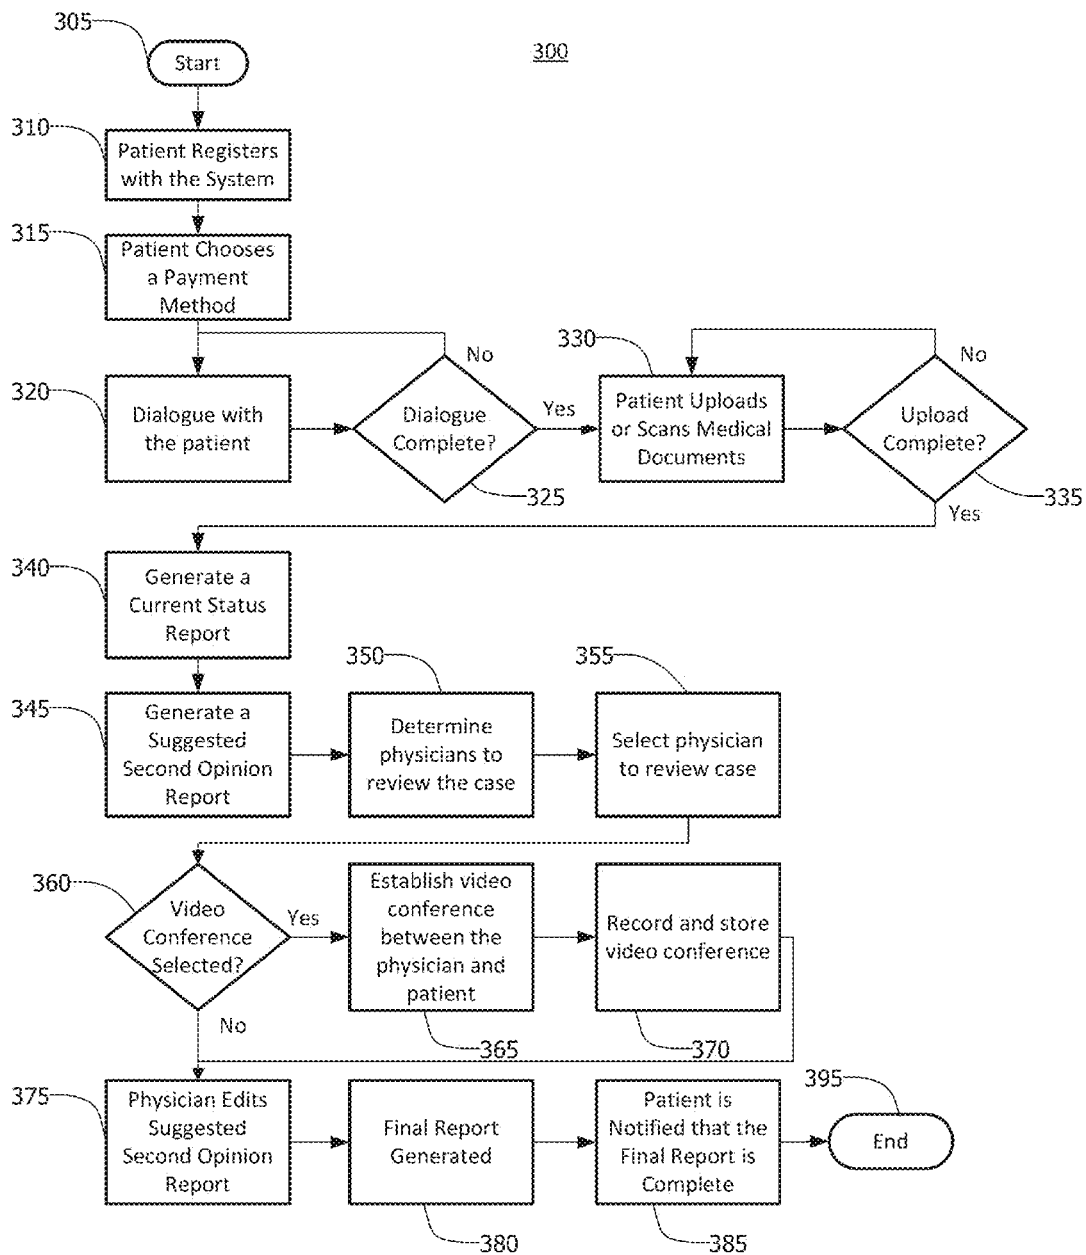 305
Start
300
310
Patient Registers
with the System
315
Patient Chooses
a Payment
Method
No
330
No
320
Dialogue with
the patient
Dialogue
Complete?
Yes
Patient Uploads
or Scans Medical
Documents
Upload
Complete?
325
335
Yes
340
Generate a
Current Status
Report
350
355
345
Generate a
Suggested
Second Opinion
Report
Determine
physicians to
review the case
Select physician
to review case
360
Video
Conference
Selected?
Yes
Establish video
conference
between the
physician and
patient
Record and store
video conference
No
365
370
375
Physician Edits
Suggested
Second Opinion
Report
Final Report
Generated
Patient is
Notified that the
Final Report is
Complete
395
End
380
385